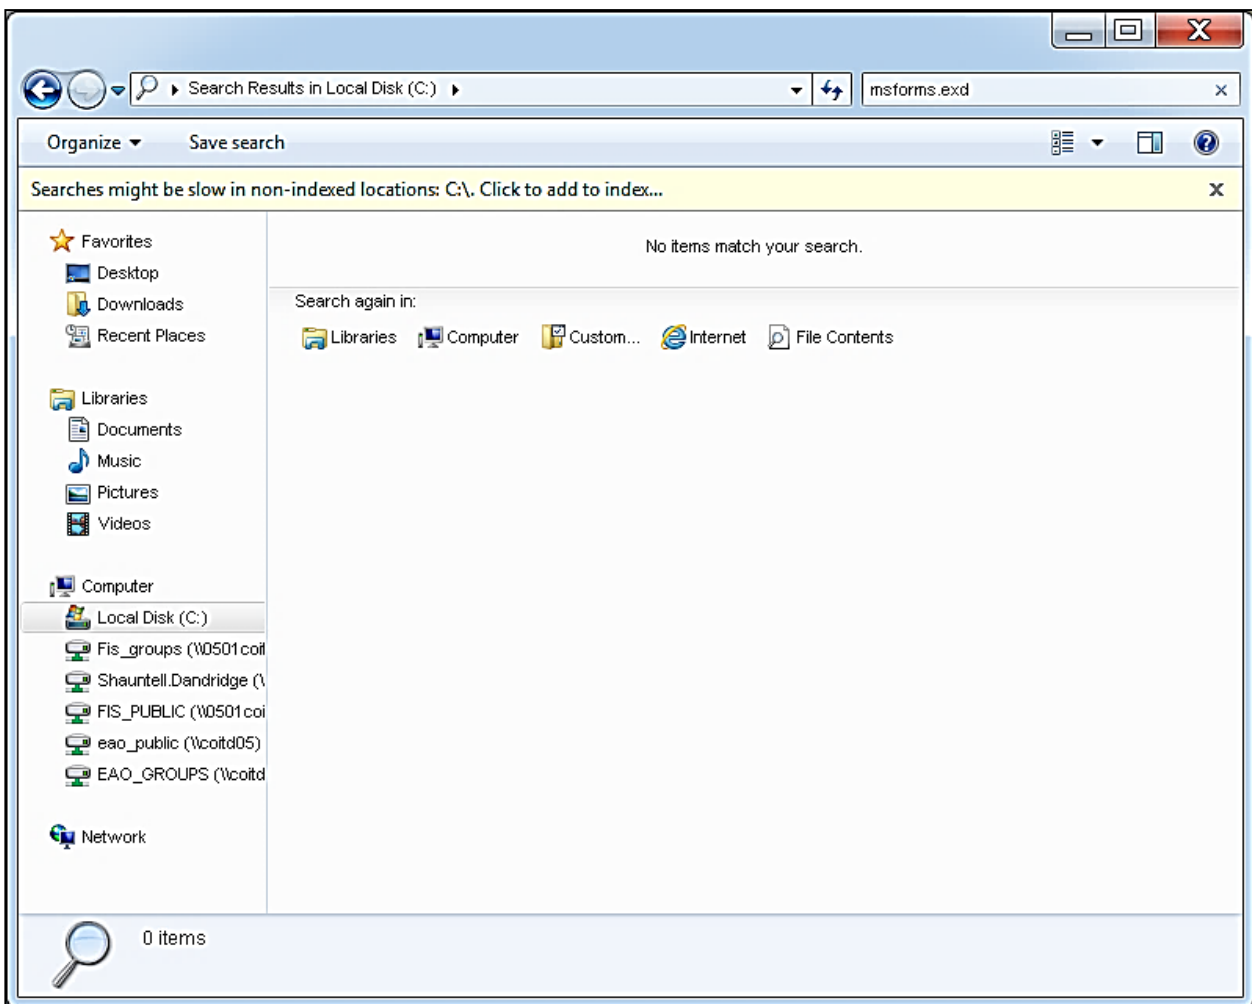 Search Results in Local Disk (C:)
msforms.exd
Organize
Save search
Searches might be slow in non-indexed locations: C:\. Click to add to index...
Favorites
Desktop
Downloads
Recent Places
Libraries
Documents
Music
Pictures
Videos
Computer
Local Disk (C:)
Fis_groups (\\0501coit
Shauntell.Dandridge (\
FIS_PUBLIC (\\0501coi
eao_public (\\coitd05)
EAO_GROUPS (\\coitd
Network
No items match your search.
Search again in:
Libraries Computer Custom... Internet File Contents
0 items